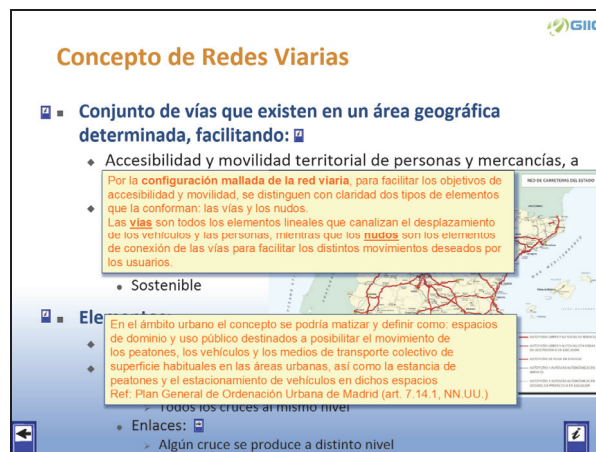 GIIC
Concepto de Redes Viarias
Conjunto de vías que existen en un área geográfica
determinada, facilitando:
Accesibilidad y movilidad territorial de personas y mercancías, a
RED DE CARRETERAS DEL ESTADO
Por la configuración mallada de la red viaria, para facilitar los objetivos de
accesibilidad y movilidad, se distinguen con claridad dos tipos de elementos
que la conforman: las vías y los nudos.
Las vías son todos los elementos lineales que canalizan el desplazamiento
de los vehículos y las personas, mientras que los nudos son los elementos
de conexión de las vías para facilitar los distintos movimientos deseados por
los usuarios.
Sostenible
En el ámbito urbano el concepto se podría matizar y definir como: espacios
de dominio y uso público destinados a posibilitar el movimiento de
los peatones, los vehículos y los medios de transporte colectivo de
superficie habituales en las áreas urbanas, así como la estancia de
peatones y el estacionamiento de vehículos en dichos espacios
Ref: Plan General de Ordenación Urbana de Madrid (art. 7.14.1, NN.UU.)
Todos los cruces al mismo nivel
Enlaces:
Algún cruce se produce a distinto nivel